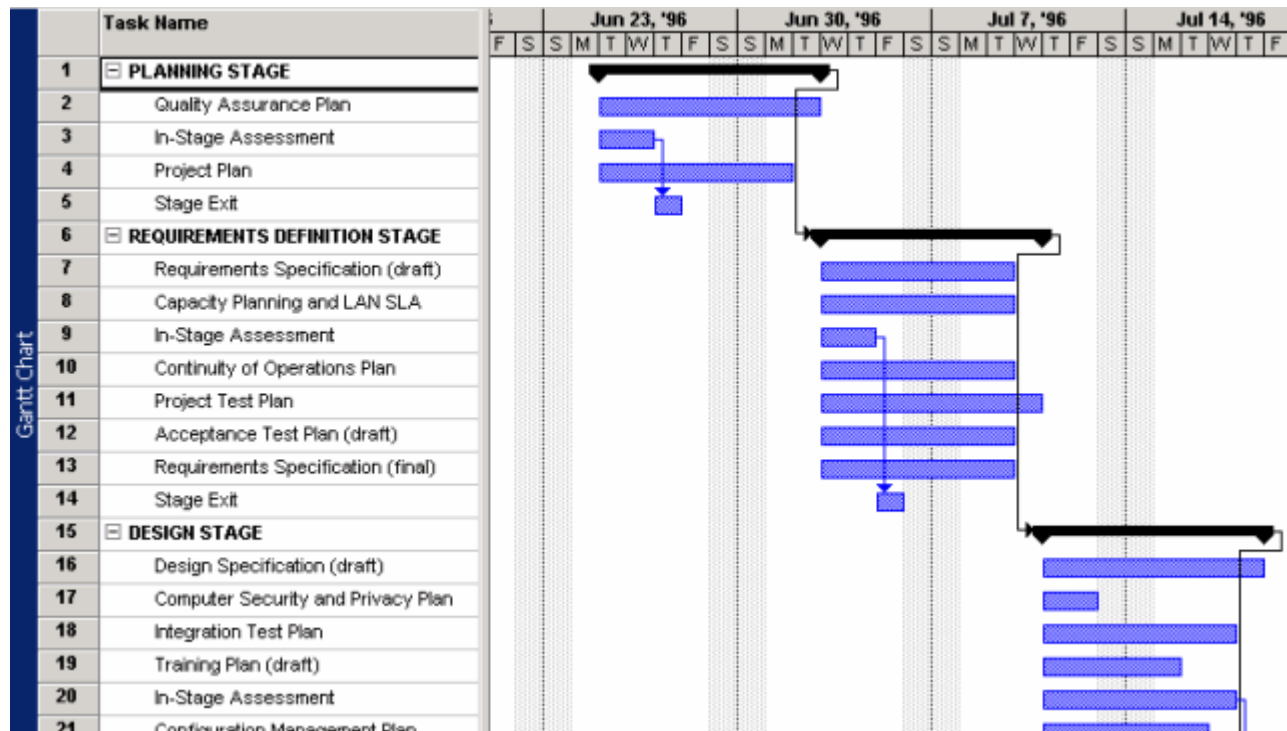 Task Name
Jun 23, '96 Jun 30, '96 Jul 7, '96 Jul 14, '96
F S S M T W T F S S M T W T F S S M T W T F S S M T W T F
1 PLANNING STAGE
2 Quality Assurance Plan
3 In-Stage Assessment
4 Project Plan
5 Stage Exit
6 REQUIREMENTS DEFINITION STAGE
7 Requirements Specification (draft)
8 Capacity Planning and LAN SLA
9 In-Stage Assessment
10 Continuity of Operations Plan
11 Project Test Plan
12 Acceptance Test Plan (draft)
13 Requirements Specification (final)
14 Stage Exit
15 DESIGN STAGE
16 Design Specification (draft)
17 Computer Security and Privacy Plan
18 Integration Test Plan
19 Training Plan (draft)
20 In-Stage Assessment
21 Configuration Management Plan
Gantt Chart